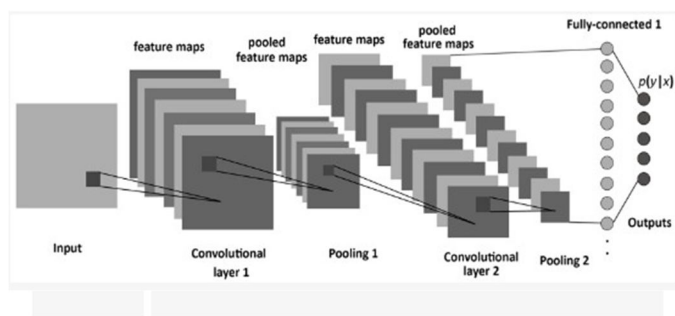 Fully-connected 1
feature maps
pooled
feature maps
feature maps
pooled
feature maps
p(y|x)
Input
Convolutional
layer 1
Pooling 1
Convolutional
layer 2
Pooling 2
Outputs